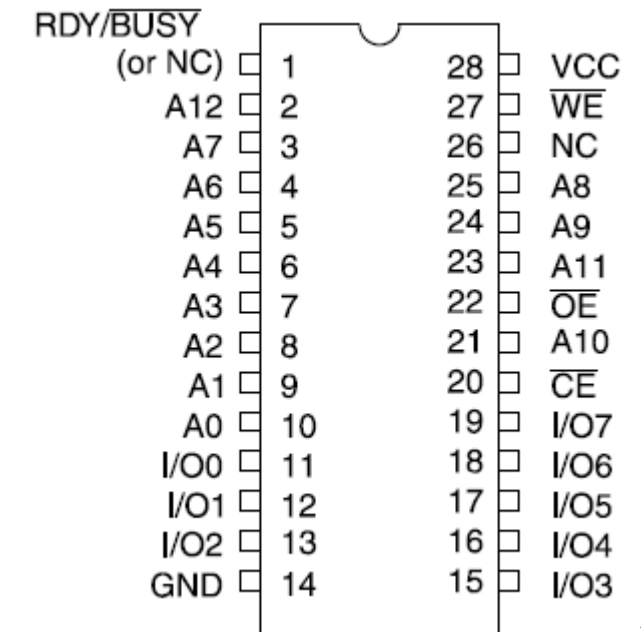 RDY/BUSY
(or NC) 1 28 VCC
A12 2 27 WE
A7 3 26 NC
A6 4 25 A8
A5 5 24 A9
A4 6 23 A11
A3 7 22 OE
A2 8 21 A10
A1 9 20 CE
A0 10 19 I/O7
I/O0 11 18 I/O6
I/O1 12 17 I/O5
I/O2 13 16 I/O4
GND 14 15 I/O3